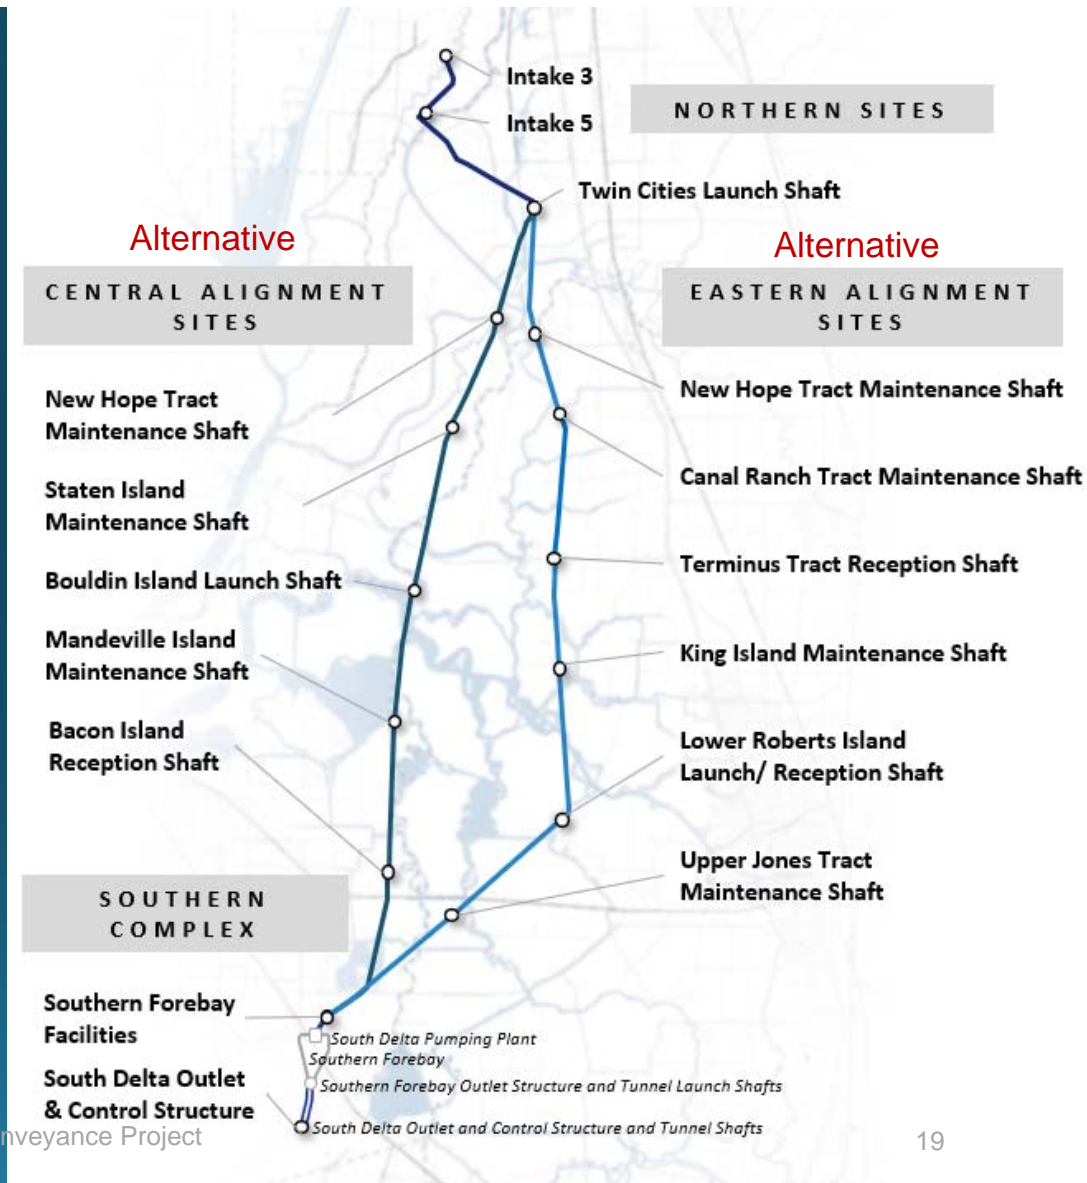 Intake 3
Intake 5
NORTHERN SITES
Twin Cities Launch Shaft
Alternative
CENTRAL ALIGNMENT
SITES
New Hope Tract
Maintenance Shaft
Staten Island
Maintenance Shaft
Bouldin Island Launch Shaft
Mandeville Island
Maintenance Shaft
Bacon Island
Reception Shaft
Alternative
EASTERN ALIGNMENT
SITES
New Hope Tract Maintenance Shaft
Canal Ranch Tract Maintenance Shaft
Terminus Tract Reception Shaft
King Island Maintenance Shaft
Lower Roberts Island
Launch/ Reception Shaft
Upper Jones Tract
Maintenance Shaft
SOUTHERN
COMPLEX
Southern Forebay
Facilities
South Delta Outlet
& Control Structure
South Delta Pumping Plant
Southern Forebay
Southern Forebay Outlet Structure and Tunnel Launch Shafts
South Delta Outlet and Control Structure and Tunnel Shafts
nveyance Project
19